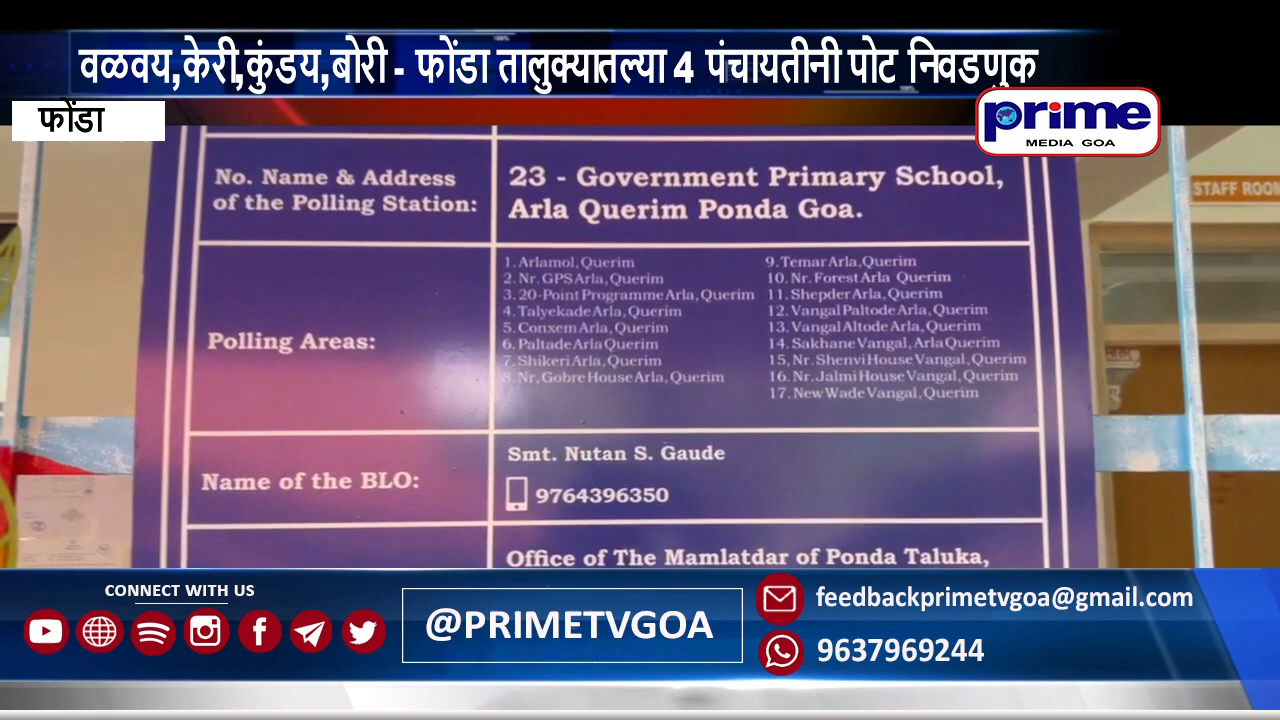 वळवय,केरी,कुंडय,बोरी - फोंडा तालुक्यातल्या 4 पंचायतीनी पोट निवडणुक
फोंडा
prime
MEDIA GOA
STAFF ROOM
No. Name & Address
of the Polling Station:
23 - Government Primary School,
Arla Querim Ponda Goa.
Polling Areas:
1. Arlamol, Querim
2. Nr. GPS Arla, Querim
3. 20-Point Programme Arla, Querim
4. Talyekade Arla, Querim
5. Conxem Arla, Querim
6. Paltade Arla Querim
7. Shikeri Arla, Querim
8. Nr. Gobre House Arla, Querim
9. Temar Arla, Querim
10. Nr. Forest Arla Querim
11. Shepder Arla, Querim
12. Vangal Paltode Arla, Querim
13. Vangal Altode Arla, Querim
14. Sakhane Vangal, Arla Querim
15, Nr. Shenvi House Vangal, Querim
16. Nr. Jalmi House Vangal, Querim
17. New Wade Vangal, Querim
Name of the BLO:
Smt. Nutan S. Gaude
9764396350
Office of The Mamlatdar of Ponda Taluka,
CONNECT WITH US
@PRIMETVGOA
feedbackprimetvgoa@gmail.com
9637969244